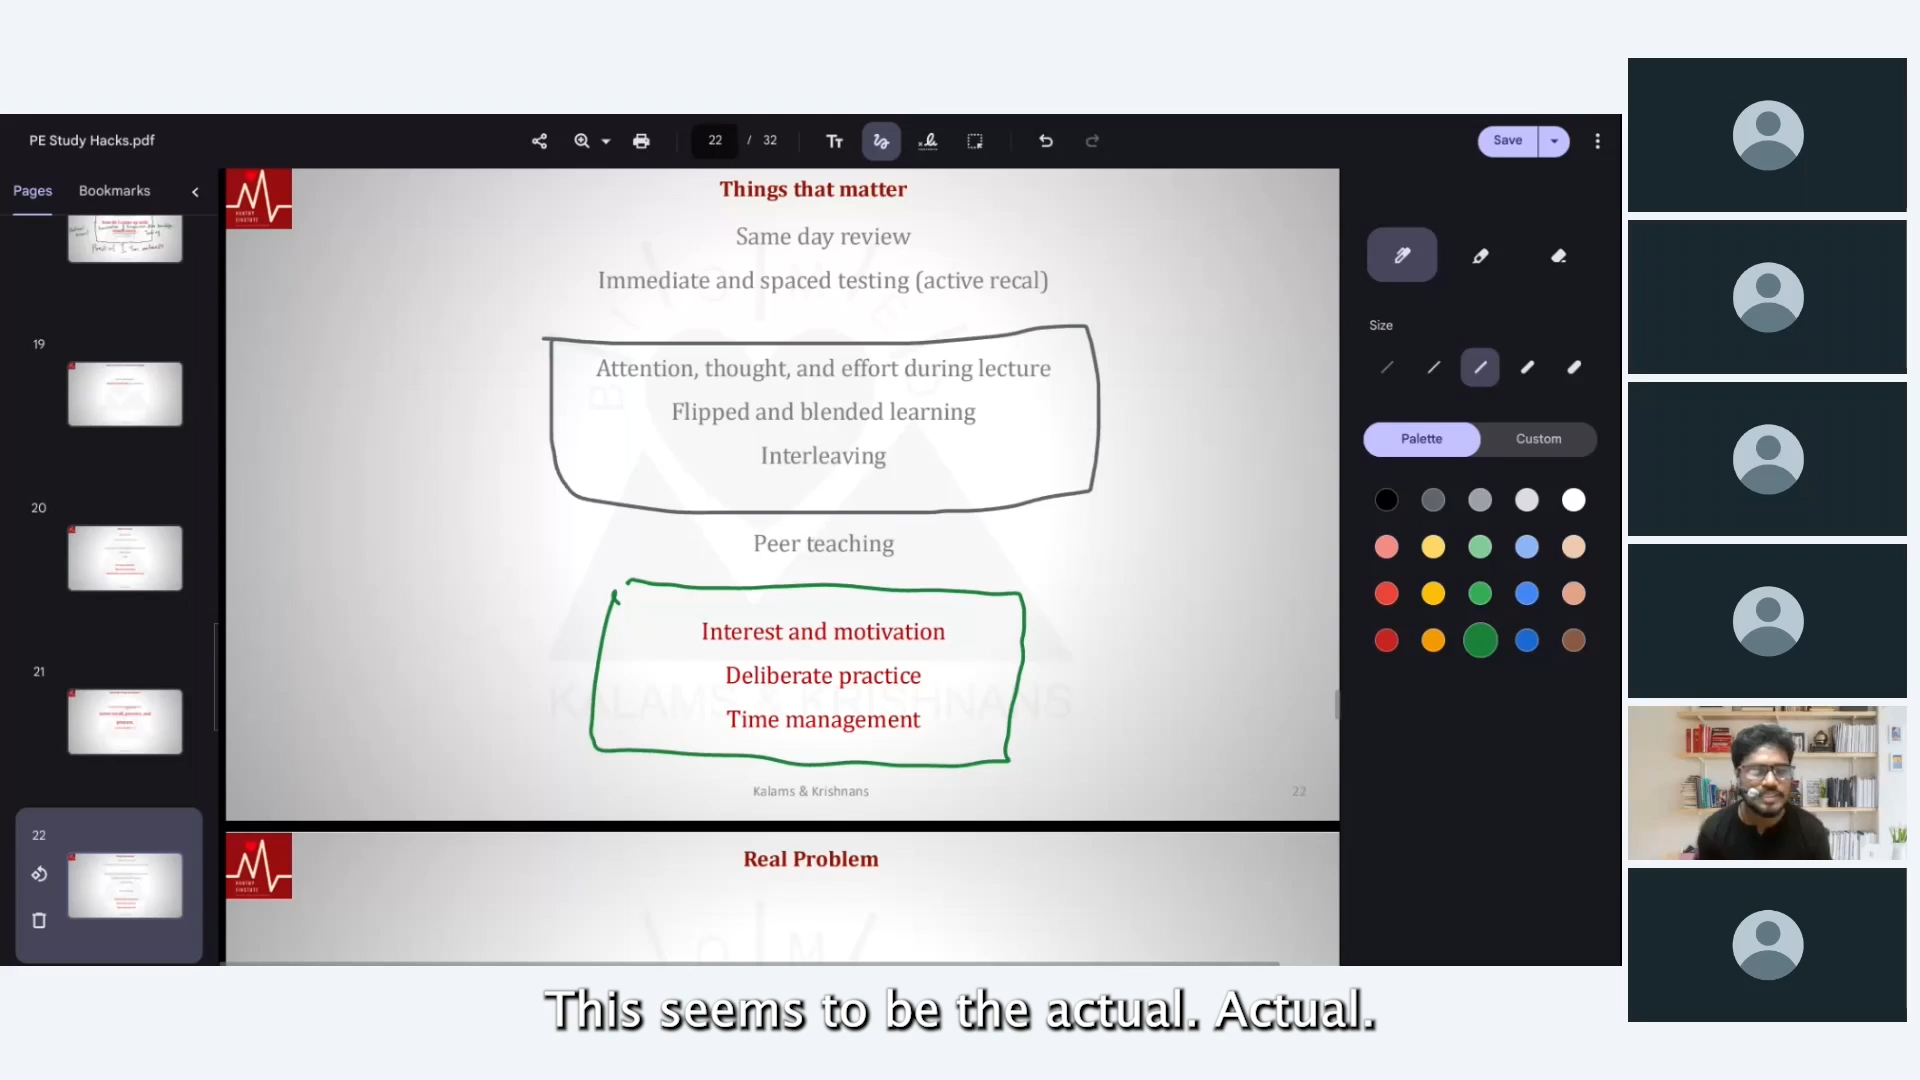 PE Study Hacks.pdf
22 / 32
Save
Pages
Bookmarks
19
20
21
22
Things that matter
Same day review
Immediate and spaced testing (active recal)
Attention, thought, and effort during lecture
Flipped and blended learning
Interleaving
Peer teaching
Interest and motivation
Deliberate practice
Time management
KALAMS & KRISHNANS
Kalams & Krishnans
22
Real Problem
Size
Palette
Custom
This seems to be the actual. Actual.